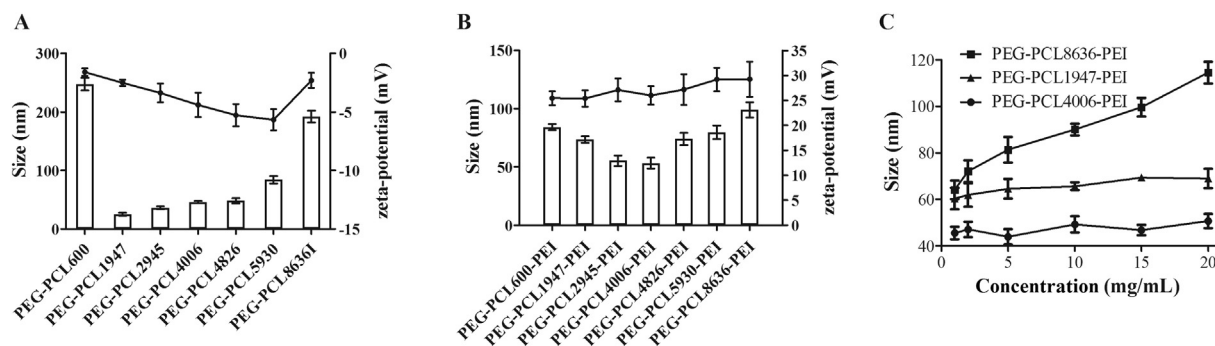 A
Size (nm)
300
200
100
0
0
-5
-10
-15
zeta-potential (mV)
PEG-PCL600
PEG-PCL1947
PEG-PCL2945
PEG-PCL4006
PEG-PCL4826
PEG-PCL5930
PEG-PCL8636I
B
Size (nm)
150
100
50
0
35
30
25
20
15
10
5
0
zeta-potential (mV)
PEG-PCL600-PEI
PEG-PCL1947-PEI
PEG-PCL2945-PEI
PEG-PCL4006-PEI
PEG-PCL4826-PEI
PEG-PCL5930-PEI
PEG-PCL8636-PEI
C
PEG-PCL8636-PEI
PEG-PCL1947-PEI
PEG-PCL4006-PEI
Size (nm)
120
100
80
60
40
0
5
10
15
20
Concentration (mg/mL)